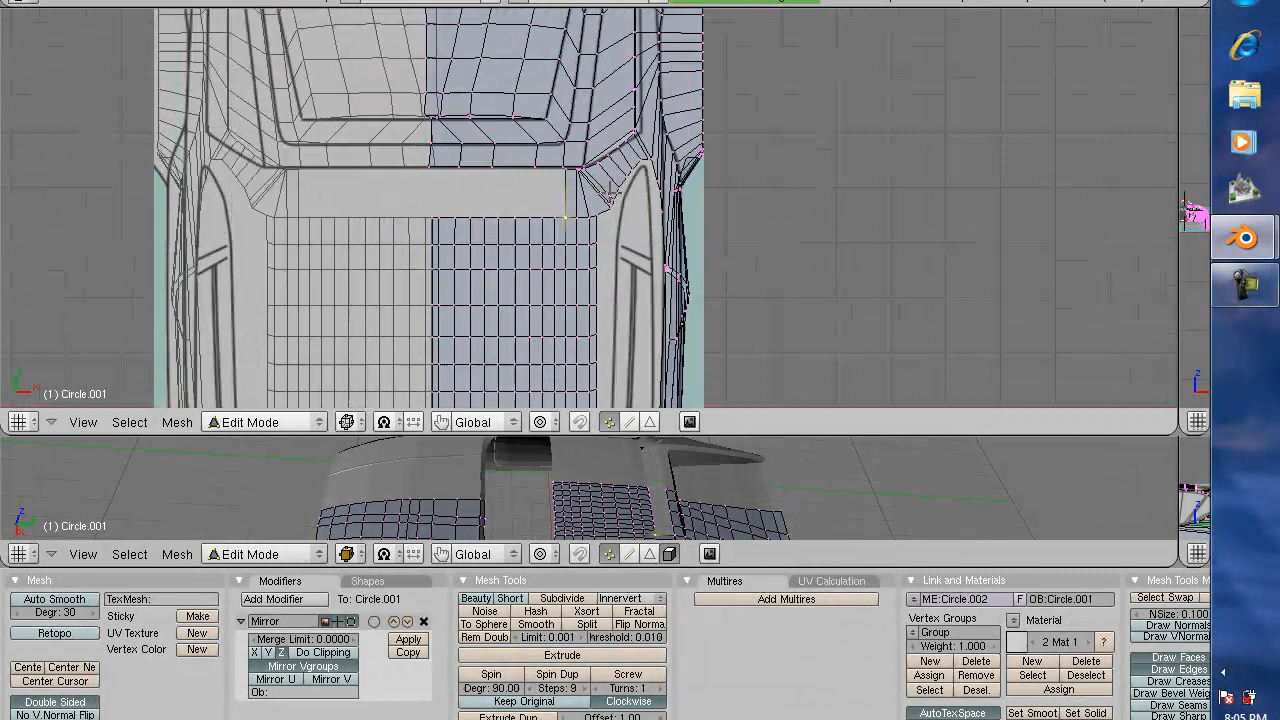 (1) Circle.001
View Select Mesh Edit Mode Global
(1) Circle.001
View Select Mesh Edit Mode Global
Mesh
Auto Smooth
Degr: 30
Retopo
Cente Center Ne
Center Cursor
Double Sided
No V.Normal Flip
TexMesh:
Sticky Make
UV Texture New
Vertex Color New
Modifiers Shapes
Add Modifier To: Circle.001
Mirror
Merge Limit: 0.0000 Apply
X Y Z Do Clipping Copy
Mirror Vgroups
Mirror U Mirror V
Ob:
Mesh Tools
Beauty Short Subdivide Innervert
Noise Hash Xsort Fractal
To Sphere Smooth Split Flip Norma
Rem Doub Limit: 0.001 hreshold: 0.010
Extrude
Spin Spin Dup Screw
Degr: 90.00 Steps: 9 Turns: 1
Keep Original Clockwise
Extrude Dup Offset: 1.00
Multires UV Calculation
Add Multires
Link and Materials
ME:Circle.002 F OB:Circle.001
Vertex Groups
Group
Weight: 1.000
New Delete
Assign Remove
Select Desel.
AutoTexSpace
Material
2 Mat 1 ?
New Delete
Select Deselect
Assign
Set Smoot Set Solid
Mesh Tools M
Select Swap
NSize: 0.100
Draw Normals
Draw VNormal
Draw Faces
Draw Edges
Draw Creases
Draw Bevel Weig
Draw Seams
Draw Sharp
8:05 PM